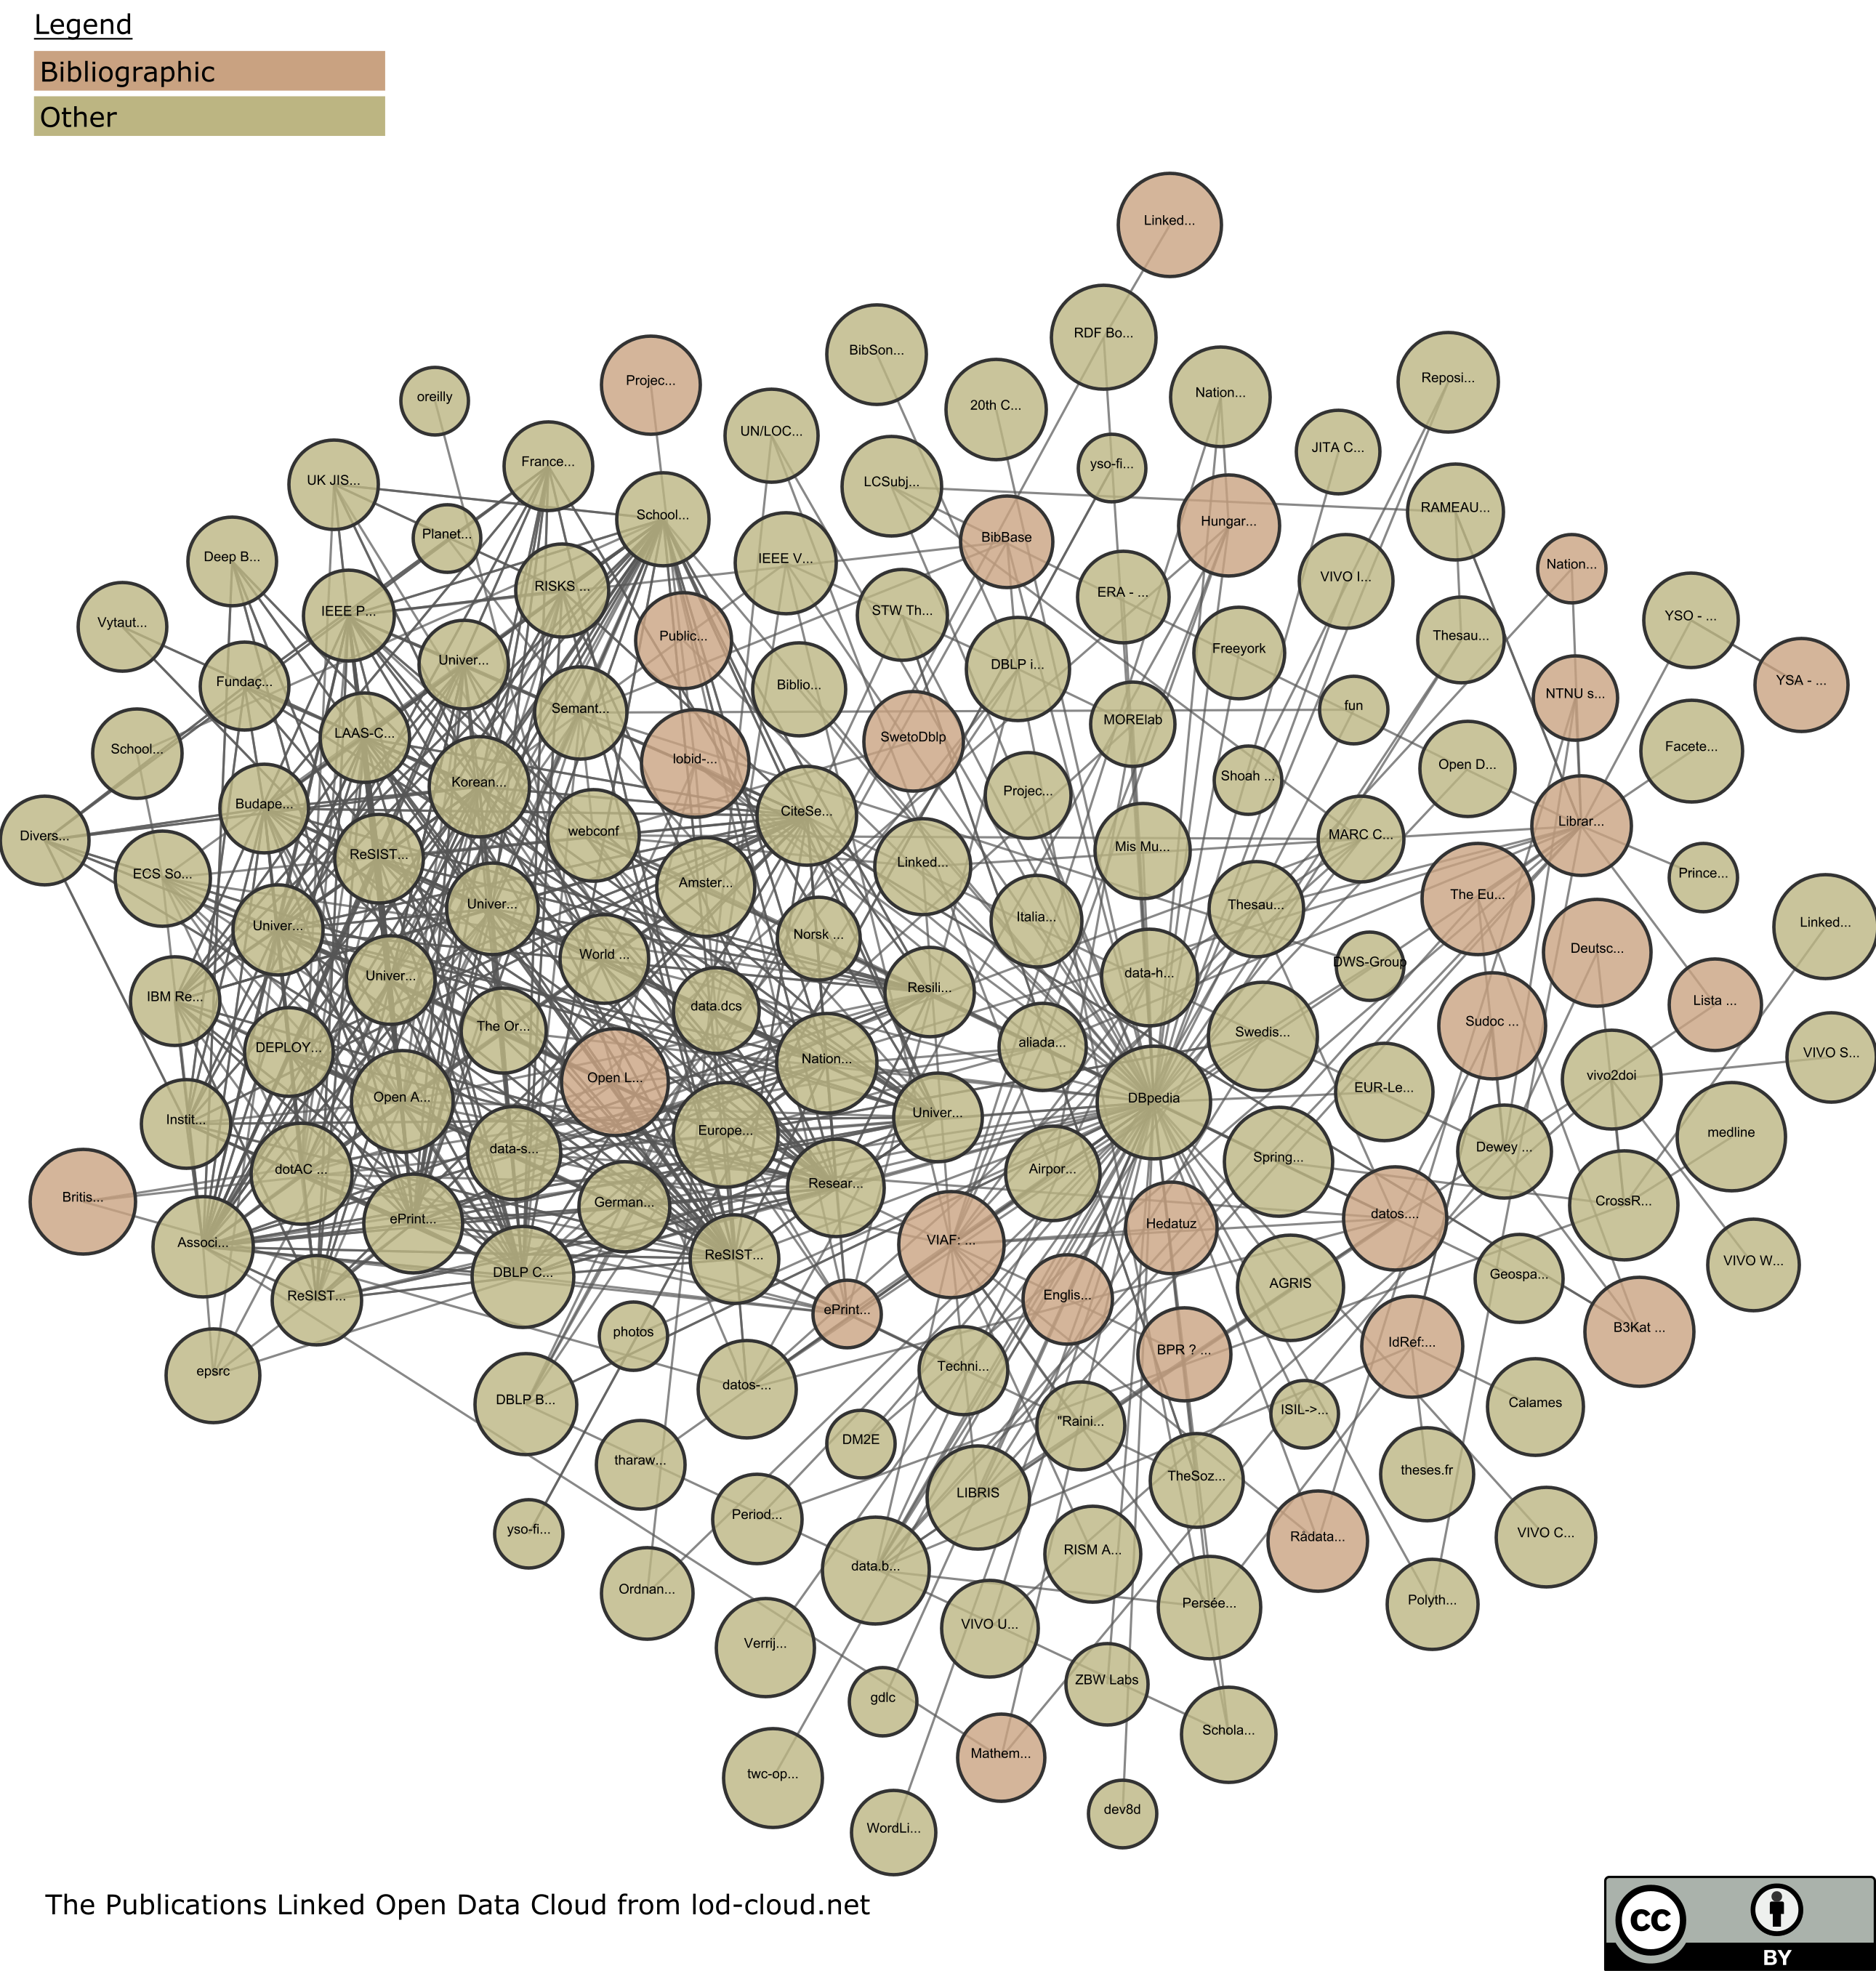 Legend
Bibliographic
Other
Linked...
RDF Bo...
BibSon...
Projec...
Reposi...
Nation...
oreilly
20th C...
UN/LOC...
JITA C...
France...
yso-fi...
UK JIS...
LCSubj...
School...
RAMEAU...
Hungar...
Planet...
BibBase
Deep B...
IEEE V...
Nation...
VIVO I...
RISKS ...
ERA - ...
IEEE P...
STW Th...
YSO - ...
Vytaut...
Public...
Thesau...
Freeyork
Univer...
DBLP i...
Fundaç...
Biblio...
YSA - ...
NTNU s...
fun
Semant...
MORElab
LAAS-C...
SwetoDblp
School...
Facete...
lobid-...
Open D...
Shoah ...
Korean...
Projec...
Budape...
CiteSe...
Librar...
webconf
Divers...
MARC C...
Mis Mu...
ReSIST...
Linked...
ECS So...
Prince...
Amster...
The Eu...
Univer...
Thesau...
Italia...
Linked...
Univer...
Norsk ...
Deutsc...
World ...
DWS-Group
Univer...
data-h...
Resili...
IBM Re...
Lista ...
data.dcs
Sudoc ...
The Or...
Swedis...
aliada...
DEPLOY...
VIVO S...
Nation...
Open L...
vivo2doi
EUR-Le...
Open A...
DBpedia
Univer...
Instit...
Europe...
medline
data-s...
Dewey ...
Spring...
dotAC ...
Airpor...
Resear...
Britis...
German...
CrossR...
ePrint...
datos....
Hedatuz
VIAF: ...
Associ...
ReSIST...
VIVO W...
DBLP C...
Geospa...
AGRIS
ReSIST...
Englis...
ePrint...
B3Kat ...
photos
IdRef:...
BPR ? ...
Techni...
epsrc
datos-...
DBLP B...
Calames
ISIL->...
"Raini...
DM2E
tharaw...
theses.fr
TheSoz...
LIBRIS
Period...
yso-fi...
VIVO C...
Rādata...
RISM A...
data.b...
Ordnan...
Polyth...
Persée...
VIVO U...
Verrij...
ZBW Labs
gdlc
Schola...
Mathem...
twc-op...
dev8d
WordLi...
The Publications Linked Open Data Cloud from lod-cloud.net
cc
BY